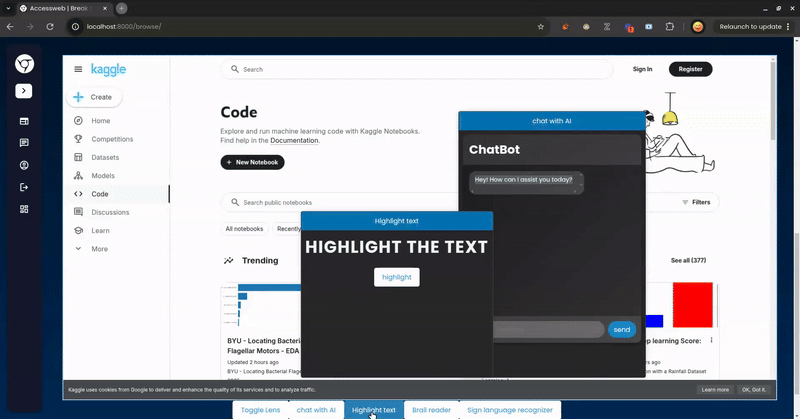 Accessweb | Break
localhost:8000/browse/
Relaunch to update
kaggle
Search
Sign In
Register
Create
Home
Competitions
Datasets
Models
Code
Discussions
Learn
More
Code
Explore and run machine learning code with Kaggle Notebooks.
Find help in the Documentation.
+ New Notebook
Search public notebooks
Filters
All notebooks
Recently
Trending
See all (377)
BYU - Locating Bacterial
Flagellar Motors - EDA
Updated 2 hours ago
BYU - Locating Bacterial Flagellar M
learning Score:
with a Rainfall Dataset
chat with AI
ChatBot
Hey! How can I assist you today?
send
Highlight text
HIGHLIGHT THE TEXT
highlight
Kaggle uses cookies from Google to deliver and enhance the quality of its services and to analyze traffic.
Learn more
OK, Got it.
Toggle Lens
chat with AI
Highlight text
Brail reader
Sign language recognizer